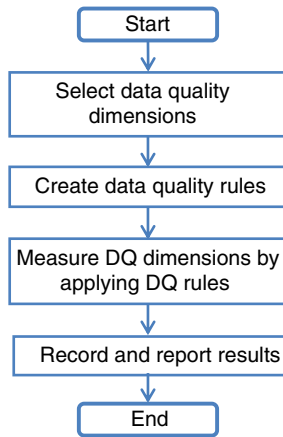 Start
Select data quality
dimensions
Create data quality rules
Measure DQ dimensions by
applying DQ rules
Record and report results
End